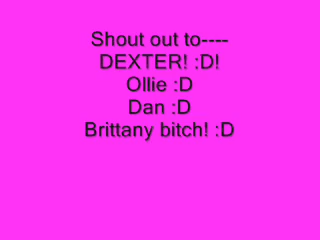 Shout out to----
DEXTER! :D!
Ollie :D
Dan :D
Brittany bitch! :D